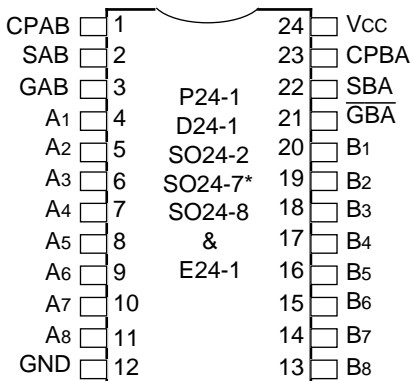 CPAB 1 24 VCC
SAB 2 23 CPBA
GAB 3 22 SBA
A1 4 21 G̅B̅A̅
A2 5 20 B1
A3 6 19 B2
A4 7 18 B3
A5 8 17 B4
A6 9 16 B5
A7 10 15 B6
A8 11 14 B7
GND 12 13 B8
P24-1
D24-1
SO24-2
SO24-7*
SO24-8
&
E24-1